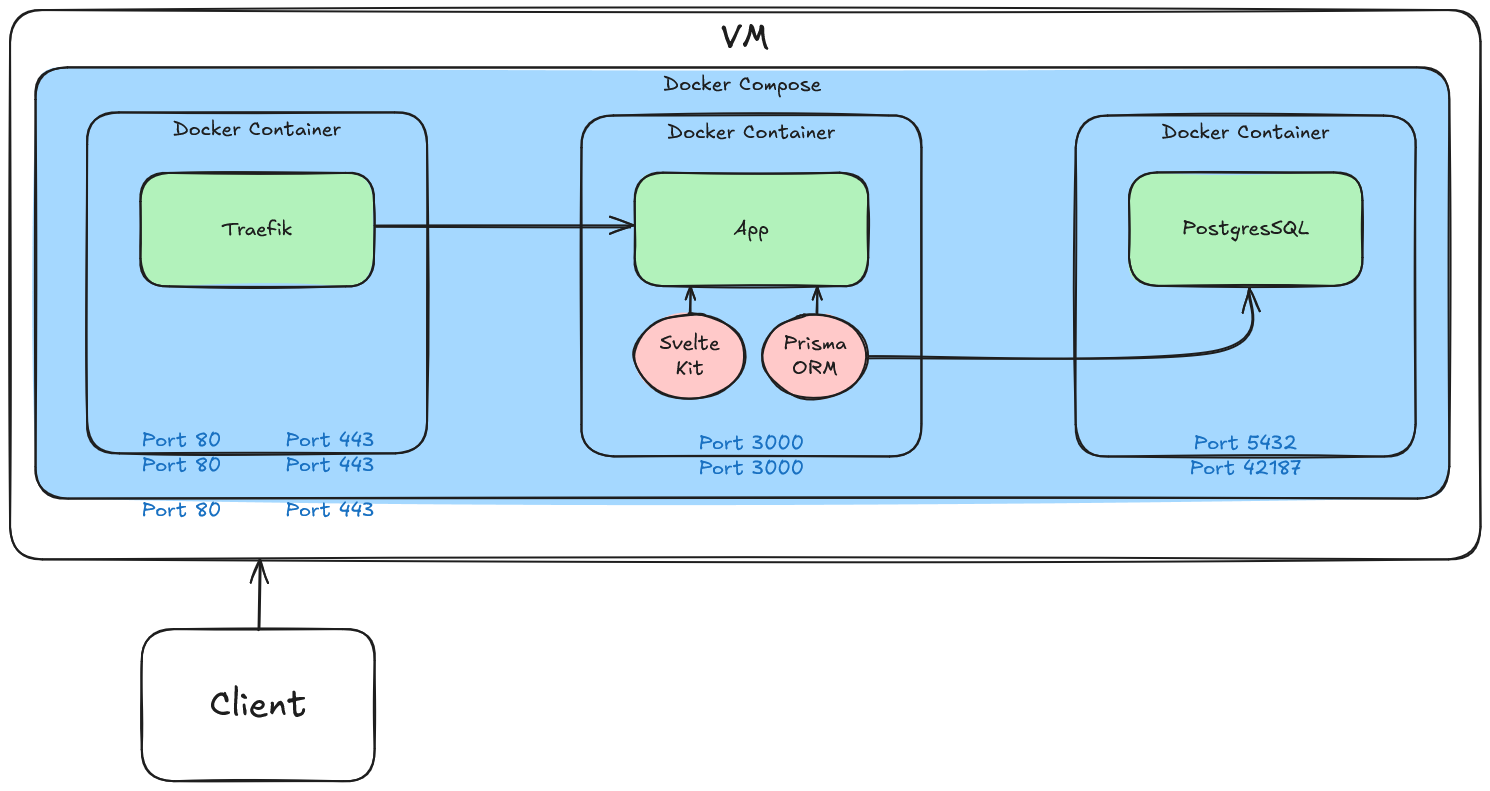 VM
Docker Compose
Docker Container
Docker Container
Docker Container
Traefik
App
PostgresSQL
Svelte
Kit
Prisma
ORM
Port 80
Port 443
Port 3000
Port 5432
Port 80
Port 443
Port 3000
Port 42187
Port 80
Port 443
Client